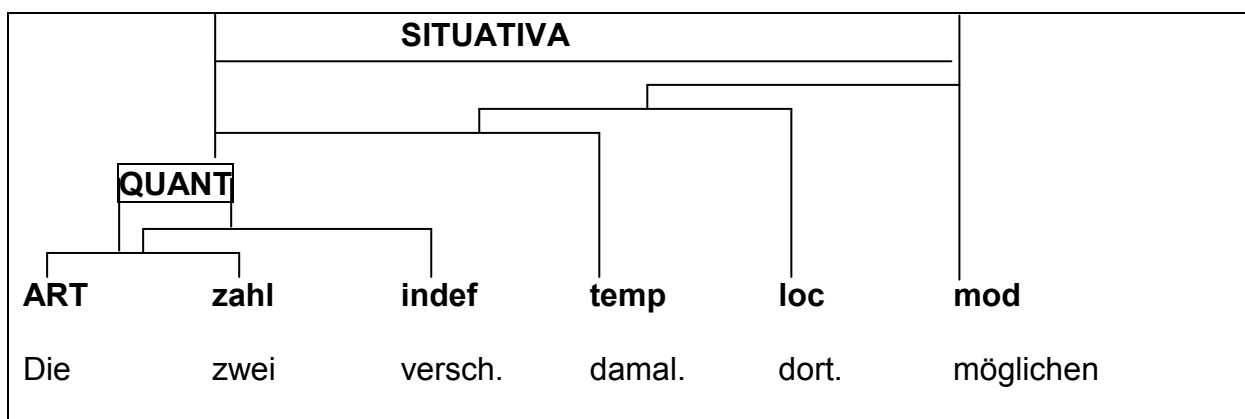 SITUATIVA
QUANT
ART zahl indef temp loc mod
Die zwei versch. damal. dort. möglichen